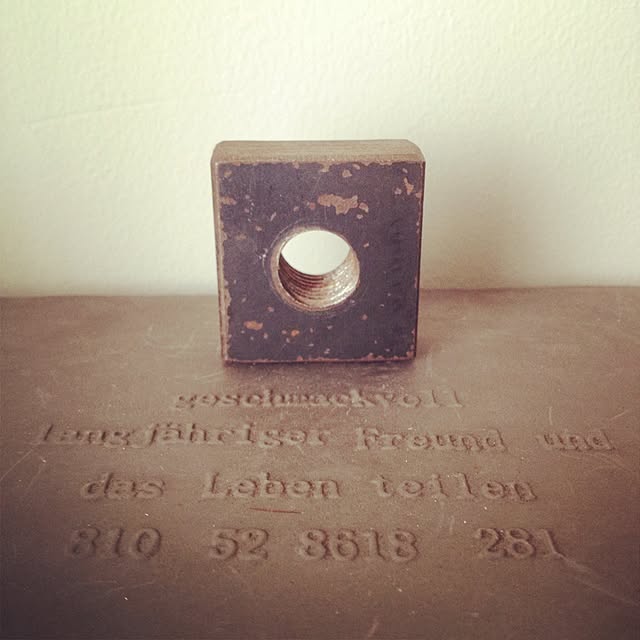 geschmackvoll
langjähriger Freund und
das Leben teilen
810 52 8618 281